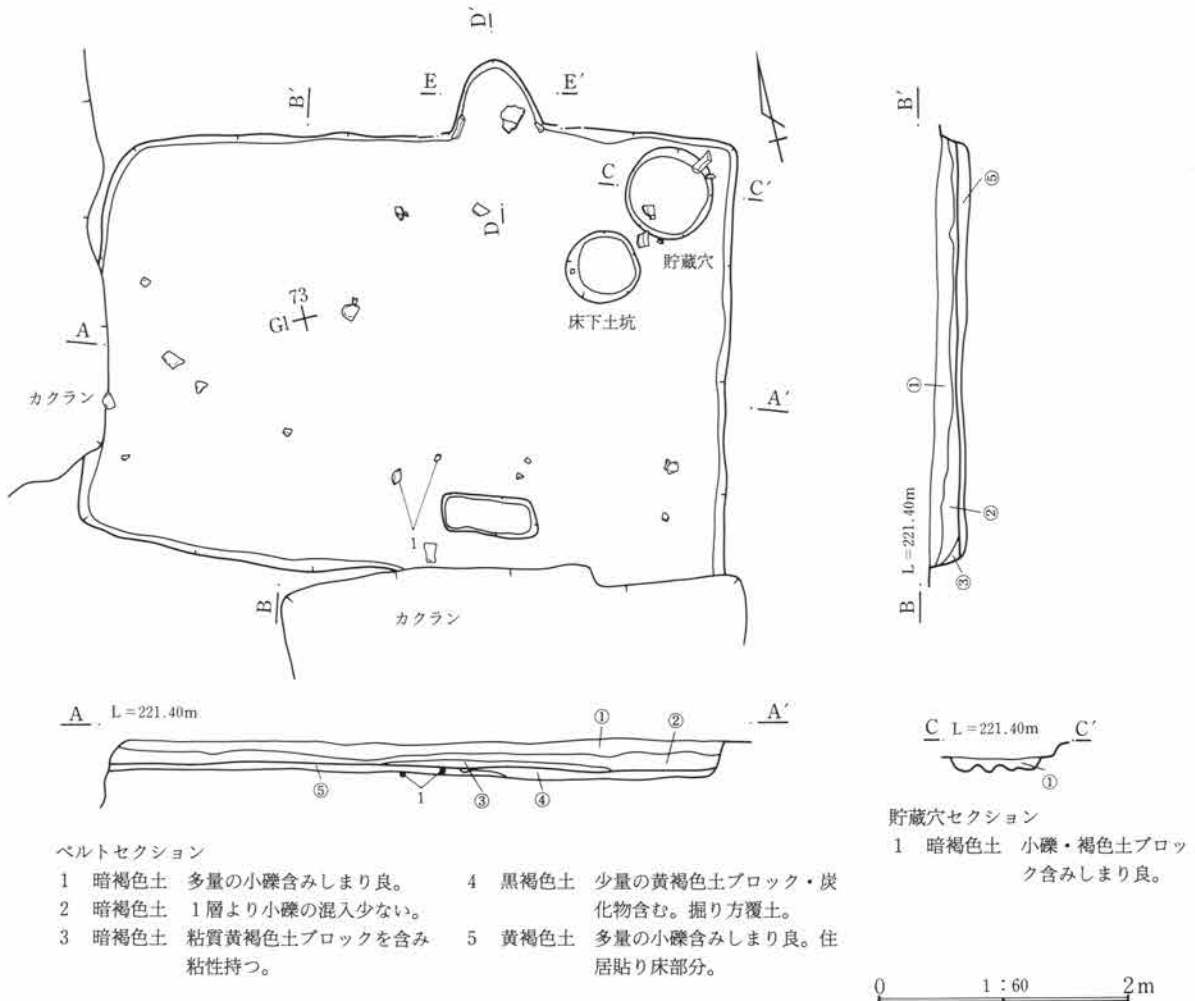 D′
E
E′
B′
B′
C
C′
⑤
D
貯蔵穴
73
GⅠ
床下土坑
A
①
カクラン
A′
②
L＝221.40m
1
③
B
カクラン
B
A L＝221.40m
A′
①
②
C L＝221.40m C′
⑤
1
③
④
①
貯蔵穴セクション
1 暗褐色土 小礫・褐色土ブロッ
ク含みしまり良。
ベルトセクション
1 暗褐色土 多量の小礫含みしまり良。
2 暗褐色土 １層より小礫の混入少ない。
3 暗褐色土 粘質黄褐色土ブロックを含み
粘性持つ。
4 黒褐色土 少量の黄褐色土ブロック・炭
化物含む。掘り方覆土。
5 黄褐色土 多量の小礫含みしまり良。住
居貼り床部分。
0 1：60 2m